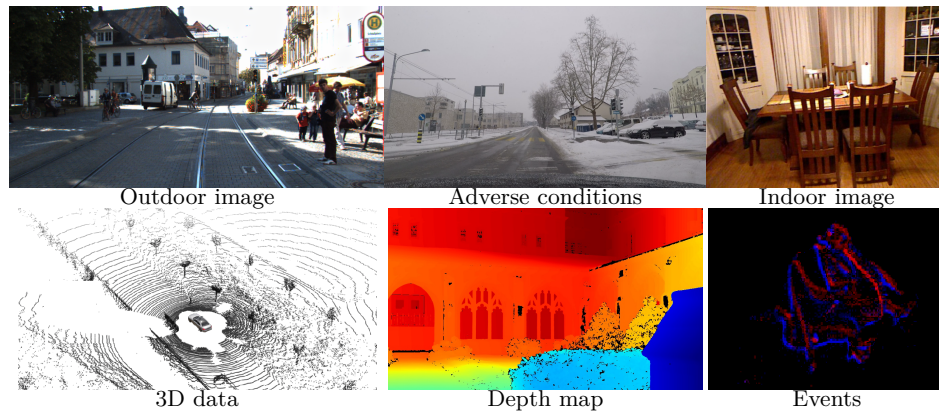 Outdoor image
Adverse conditions
Indoor image
3D data
Depth map
Events